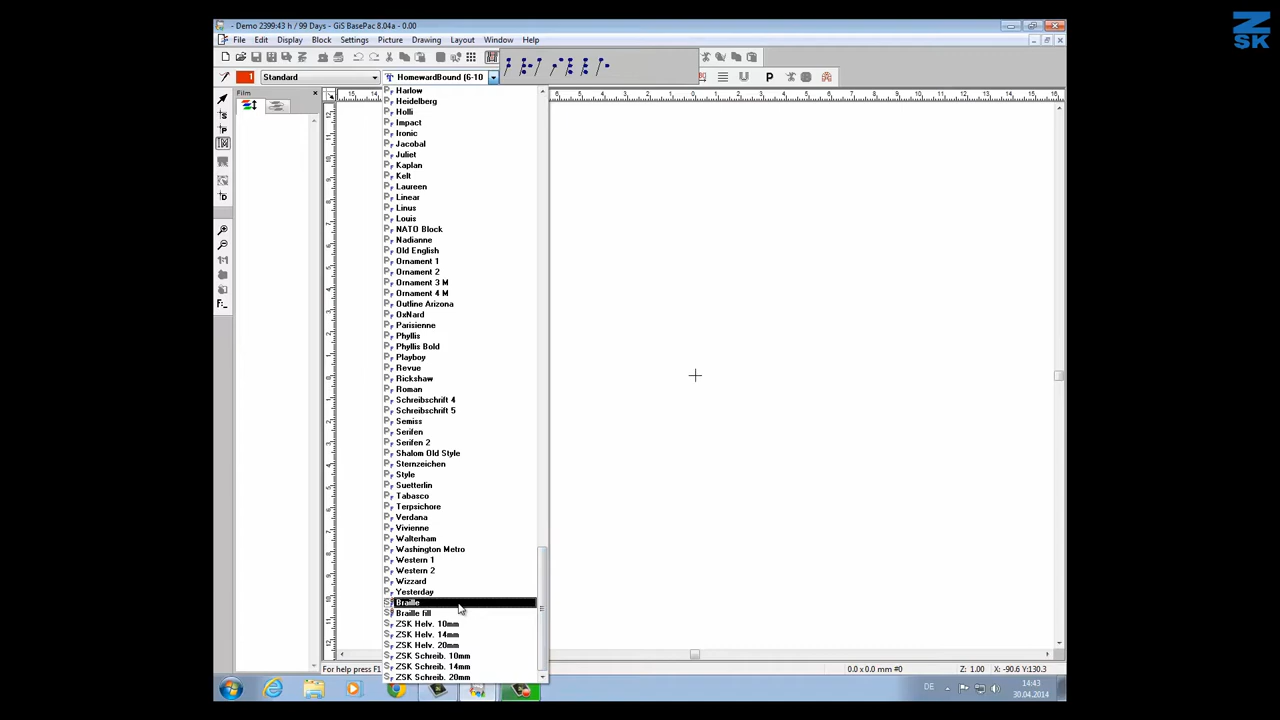 ZSK
- Demo 2399:43 h / 99 Days - GiS BasePac 8.04a - 0.00
File Edit Display Block Settings Picture Drawing Layout Window Help
1 Standard HomewardBound (6-10 P
Film
Harlow
Heidelberg
Holli
Impact
Ironic
Jacobal
Juliet
Kaplan
Kelt
Laureen
Linear
Linus
Louis
NATO Block
Nadianne
Old English
Ornament 1
Ornament 2
Ornament 3 M
Ornament 4 M
Outline Arizona
OxNard
Parisienne
Phyllis
Phyllis Bold
Playboy
Revue
Rickshaw
Roman
Schreibschrift 4
Schreibschrift 5
Semiss
Serifen
Serifen 2
Shalom Old Style
Sternzeichen
Style
Suetterlin
Tabasco
Terpsichore
Verdana
Vivienne
Walterham
Washington Metro
Western 1
Western 2
Wizzard
Yesterday
Braille
Braille fill
ZSK Helv. 10mm
ZSK Helv. 14mm
ZSK Helv. 20mm
ZSK Schreib. 10mm
ZSK Schreib. 14mm
ZSK Schreib. 20mm
For help press F1 0.0 x 0.0 mm #0 Z: 1.00 X: -90.6 Y:130.3
DE 14:43
30.04.2014